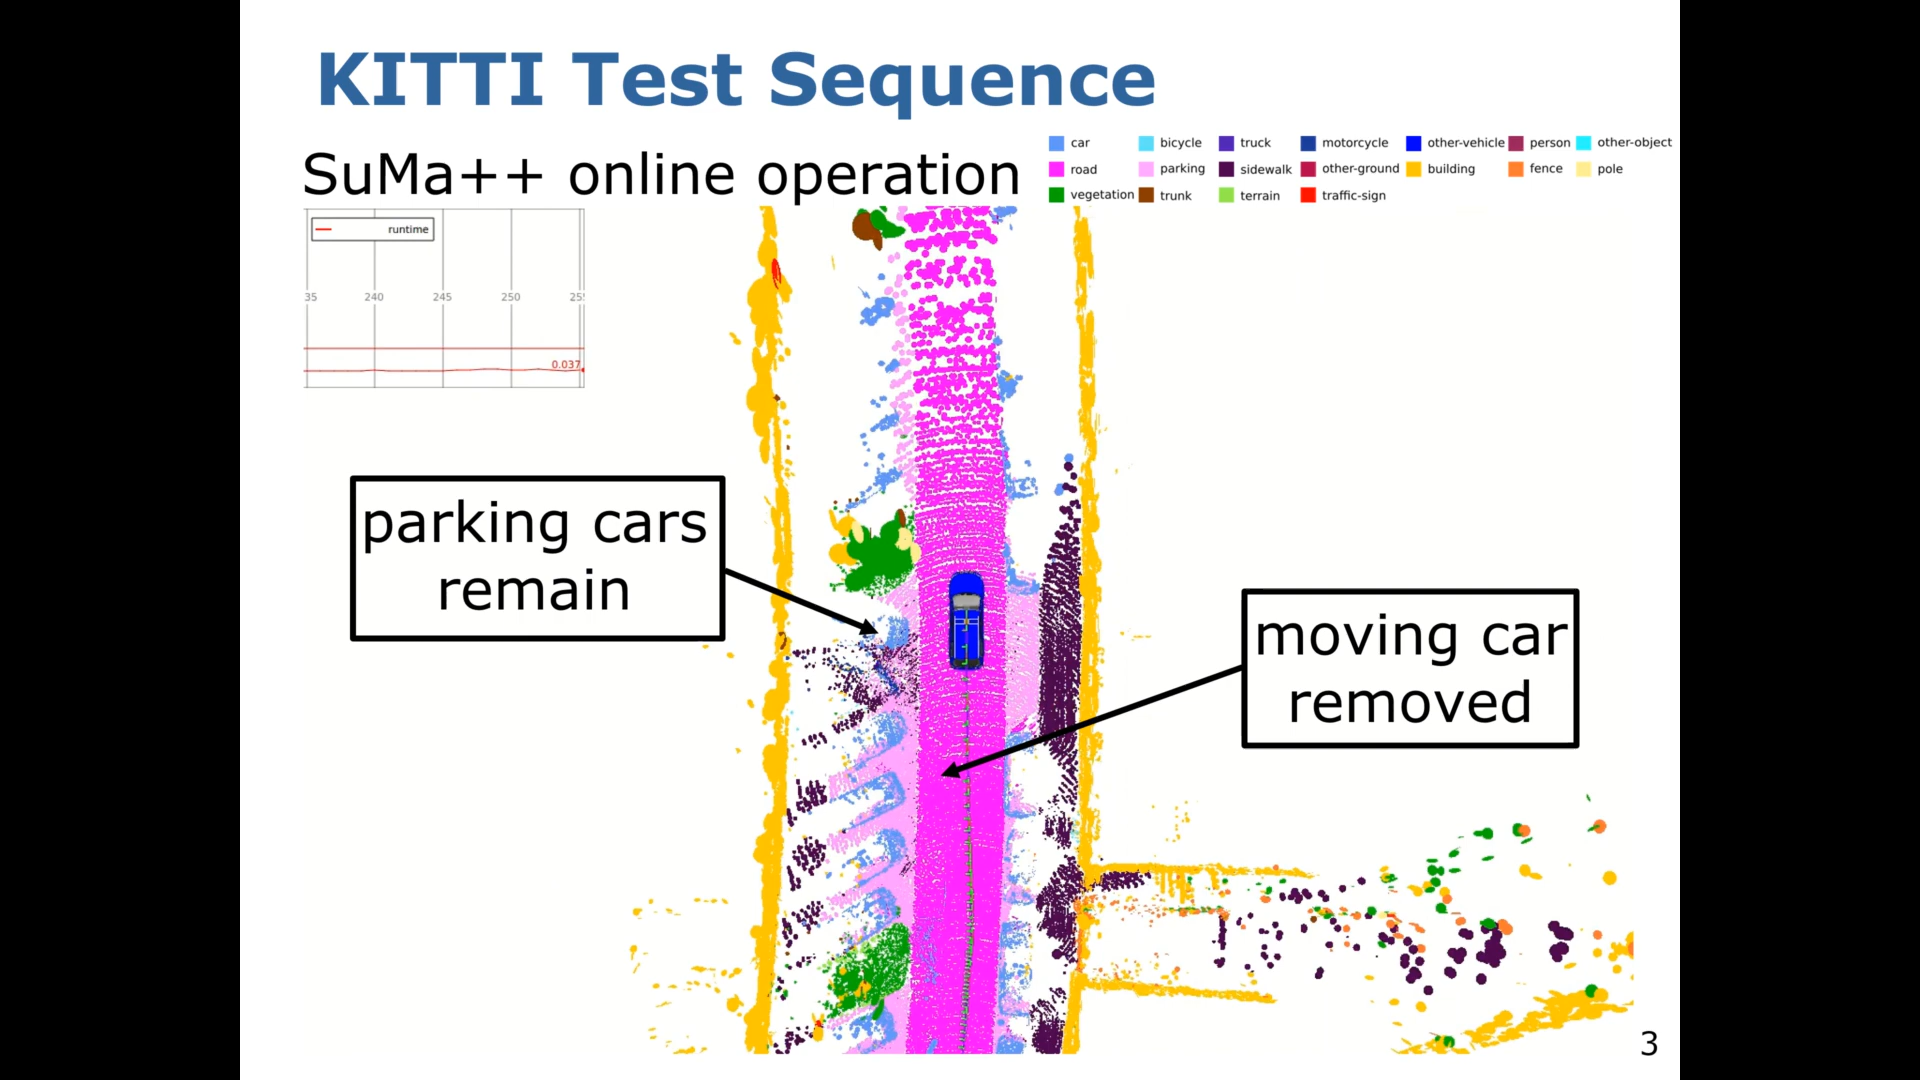 KITTI Test Sequence
SuMa++ online operation
car bicycle truck motorcycle other-vehicle person other-object
road parking sidewalk other-ground building fence pole
vegetation trunk terrain traffic-sign
runtime
35 240 245 250 255
0.037
parking cars
remain
moving car
removed
3